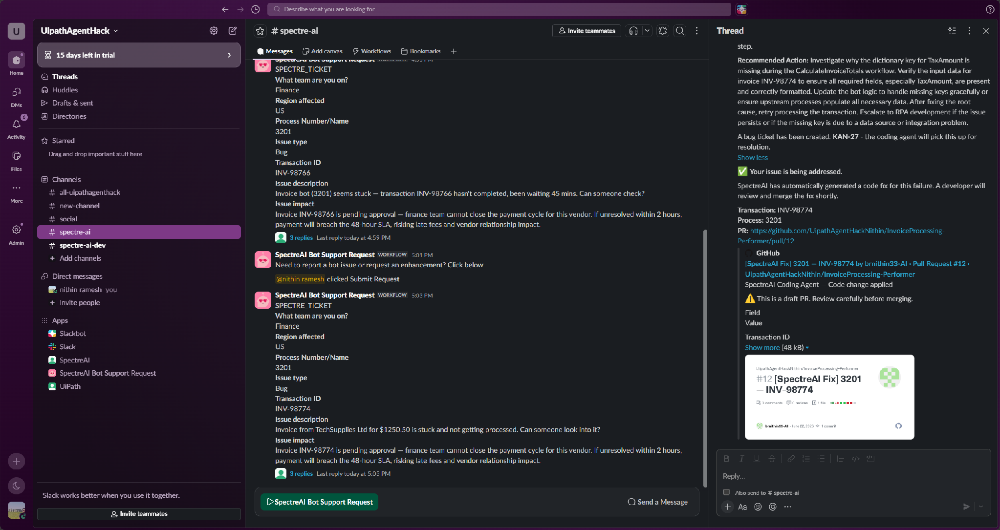 Describe what you are looking for
U
Home
DMs
6
Activity
Files
More
Admin
UipathAgentHack
15 days left in trial
Threads
Huddles
Drafts & sent
Directories
Starred
Drag and drop important stuff here
Channels
# all-uipathagenthack
# new-channel
# social
# spectre-ai
# spectre-ai-dev
+ Add channels
Direct messages
nithin ramesh you
+ Invite people
Apps
Slackbot
Slack
SpectreAI
SpectreAI Bot Support Request
UiPath
Slack works better when you use it together.
Invite teammates
# spectre-ai
Invite teammates
Messages
Add canvas
Workflows
Bookmarks
SpectreAI Bot Support Request
SPECTRE_TICKET
What team are you on?
Finance
Region affected
US
Process Number/Name
3201
Issue type
Bug
Transaction ID
INV-98766
Issue description
Invoice bot (3201) seems stuck — transaction INV-98766 hasn't completed, been waiting 45 mins. Can someone check?
Issue impact
Invoice INV-98766 is pending approval — finance team cannot close the payment cycle for this vendor. If unresolved within 2 hours,
payment will breach the 48-hour SLA, risking late fees and vendor relationship impact.
3 replies Last reply today at 4:59 PM
SpectreAI Bot Support Request WORKFLOW 5:01 PM
Need to report a bot issue or request an enhancement? Click below
@nithin ramesh clicked Submit Request
SpectreAI Bot Support Request WORKFLOW 5:03 PM
SPECTRE_TICKET
What team are you on?
Finance
Region affected
US
Process Number/Name
3201
Issue type
Bug
Transaction ID
INV-98774
Issue description
Invoice from TechSupplies Ltd for $1250.50 is stuck and not getting processed. Can someone look into it?
Issue impact
Invoice INV-98774 is pending approval — finance team cannot close the payment cycle for this vendor. If unresolved within 2 hours,
payment will breach the 48-hour SLA, risking late fees and vendor relationship impact.
3 replies Last reply today at 5:05 PM
SpectreAI Bot Support Request
Send a Message
Thread
step.
Recommended Action: Investigate why the dictionary key for TaxAmount is
missing during the CalculateInvoiceTotals workflow. Verify the input data for
invoice INV-98774 to ensure all required fields, especially TaxAmount, are present
and correctly formatted. Update the bot logic to handle missing keys gracefully or
ensure upstream processes populate all necessary data. After fixing the root
cause, retry processing the transaction. Escalate to RPA development if the issue
persists or if the missing key is due to a data source or integration problem.
A bug ticket has been created: KAN-27 - the coding agent will pick this up for
resolution.
Show less
✅ Your issue is being addressed.
SpectreAI has automatically generated a code fix for this failure. A developer will
review and merge the fix shortly.
Transaction: INV-98774
Process: 3201
PR: https://github.com/UipathAgentHackNithin/InvoiceProcessing-
Performer/pull/12
GitHub
[SpectreAI Fix] 3201 — INV-98774 by brnithin33-AI · Pull Request #12 ·
UipathAgentHackNithin/InvoiceProcessing-Performer
SpectreAI Coding Agent — Code change applied
⚠️ This is a draft PR. Review carefully before merging.
Field
Value
Transaction ID
Show more (48 kB)
UipathAgentHackNithin/InvoiceProcessing-Performer
#12 [SpectreAI Fix] 3201
— INV-98774
0 comments 0 reviews 1 file
brnithin33-AI · June 22, 2026 1 commit
B I U S
Reply...
Also send to # spectre-ai
+ Aa @